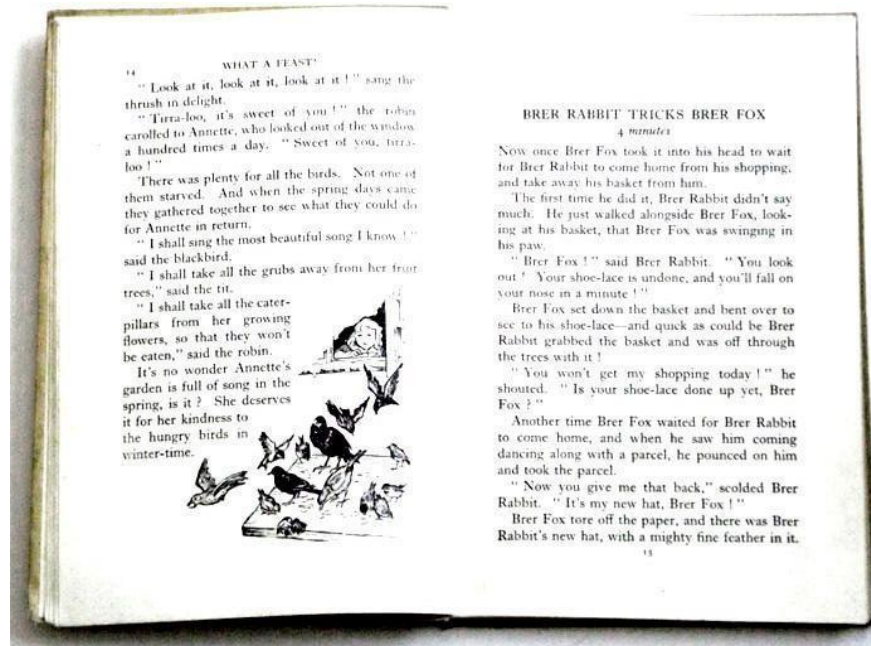 14
WHAT A FEAST!
" Look at it, look at it, look at it ! " sang the
thrush in delight.
" Tirra-loo, it's sweet of you ! " the robin
carolled to Annette, who looked out of the window
a hundred times a day. " Sweet of you, tirra-
loo ! "
There was plenty for all the birds. Not one of
them starved. And when the spring days came
they gathered together to see what they could do
for Annette in return.
" I shall sing the most beautiful song I know ! "
said the blackbird.
" I shall take all the grubs away from her fruit
trees," said the tit.
" I shall take all the cater-
pillars from her growing
flowers, so that they won't
be eaten," said the robin.
It's no wonder Annette's
garden is full of song in the
spring, is it ? She deserves
it for her kindness to
the hungry birds in
winter-time.
BRER RABBIT TRICKS BRER FOX
4 minutes
Now once Brer Fox took it into his head to wait
for Brer Rabbit to come home from his shopping,
and take away his basket from him.
The first time he did it, Brer Rabbit didn't say
much. He just walked alongside Brer Fox, look-
ing at his basket, that Brer Fox was swinging in
his paw.
" Brer Fox ! " said Brer Rabbit. " You look
out ! Your shoe-lace is undone, and you'll fall on
your nose in a minute ! "
Brer Fox set down the basket and bent over to
see to his shoe-lace—and quick as could be Brer
Rabbit grabbed the basket and was off through
the trees with it !
" You won't get my shopping today ! " he
shouted. " Is your shoe-lace done up yet, Brer
Fox ? "
Another time Brer Fox waited for Brer Rabbit
to come home, and when he saw him coming
dancing along with a parcel, he pounced on him
and took the parcel.
" Now you give me that back," scolded Brer
Rabbit. " It's my new hat, Brer Fox ! "
Brer Fox tore off the paper, and there was Brer
Rabbit's new hat, with a mighty fine feather in it.
15